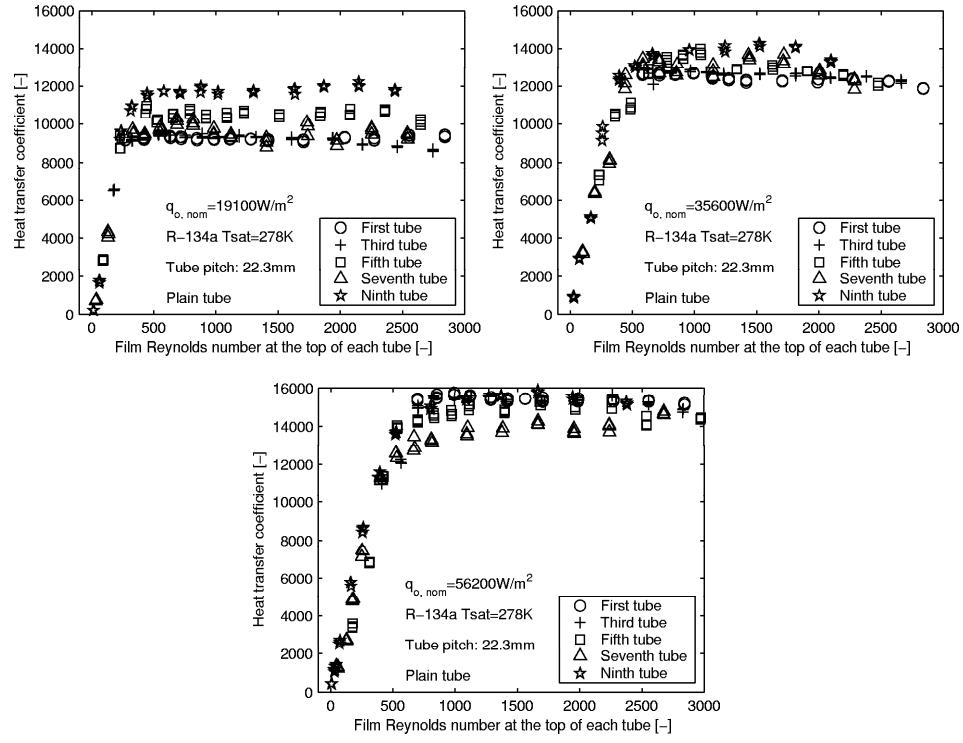 16000
14000
12000
10000
8000
6000
4000
2000
0
Heat transfer coefficient [−]
q_o, nom=19100W/m²
R−134a Tsat=278K
Tube pitch: 22.3mm
Plain tube
First tube
Third tube
Fifth tube
Seventh tube
Ninth tube
0 500 1000 1500 2000 2500 3000
Film Reynolds number at the top of each tube [−]
16000
14000
12000
10000
8000
6000
4000
2000
0
Heat transfer coefficient [−]
q_o, nom=35600W/m²
R−134a Tsat=278K
Tube pitch: 22.3mm
Plain tube
First tube
Third tube
Fifth tube
Seventh tube
Ninth tube
0 500 1000 1500 2000 2500 3000
Film Reynolds number at the top of each tube [−]
16000
14000
12000
10000
8000
6000
4000
2000
0
Heat transfer coefficient [−]
q_o, nom=56200W/m²
R−134a Tsat=278K
Tube pitch: 22.3mm
Plain tube
First tube
Third tube
Fifth tube
Seventh tube
Ninth tube
0 500 1000 1500 2000 2500 3000
Film Reynolds number at the top of each tube [−]